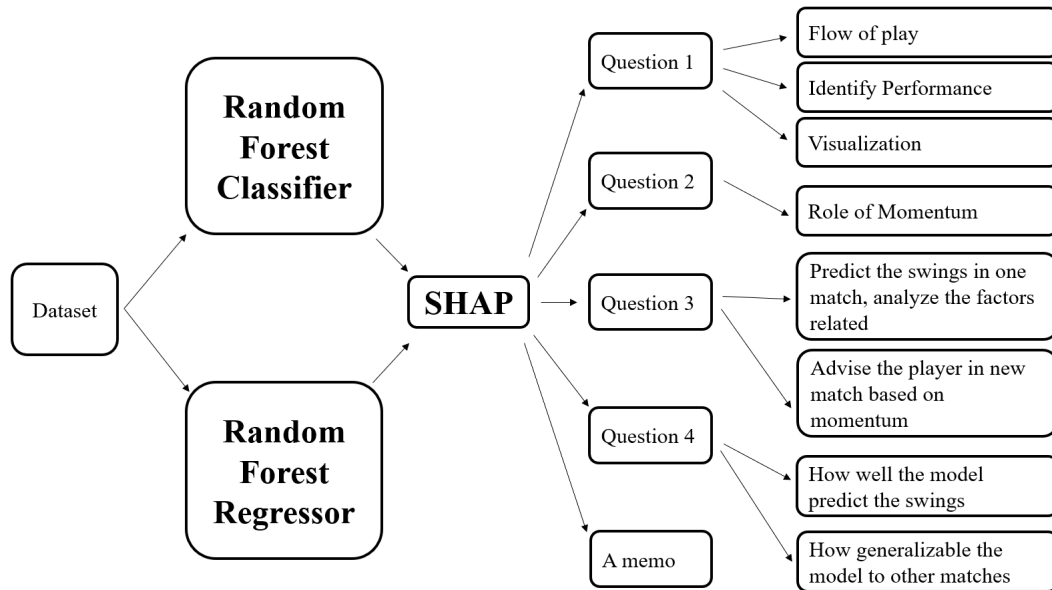 Dataset
Random
Forest
Classifier
Random
Forest
Regressor
SHAP
Question 1
Question 2
Question 3
Question 4
A memo
Flow of play
Identify Performance
Visualization
Role of Momentum
Predict the swings in one
match, analyze the factors
related
Advise the player in new
match based on
momentum
How well the model
predict the swings
How generalizable the
model to other matches